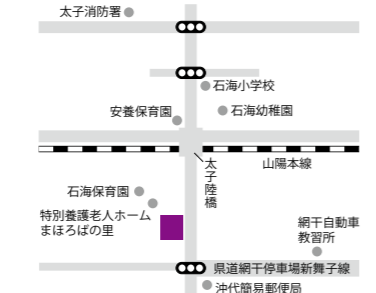 太子消防署
石海小学校
安養保育園
石海幼稚園
太子陸橋
山陽本線
石海保育園
特別養護老人ホーム
まほろばの里
網干自動車
教習所
県道網干停車場新舞子線
沖代簡易郵便局